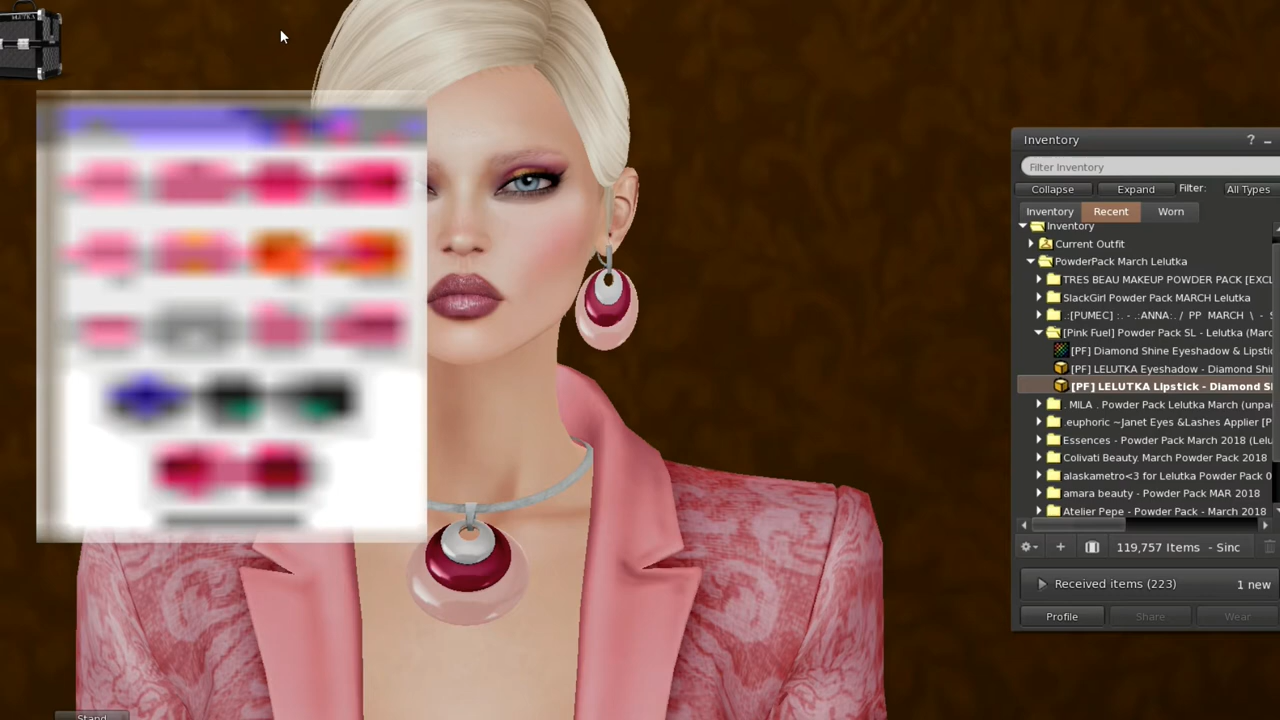 LELUTKA
Inventory
?
Filter Inventory
Collapse
Expand
Filter:
All Types
Inventory
Recent
Worn
Inventory
Current Outfit
PowderPack March Lelutka
TRES BEAU MAKEUP POWDER PACK [EXCL
SlackGirl Powder Pack MARCH Lelutka
.:[PUMEC] :. - .:ANNA:. / PP MARCH \ - S
[Pink Fuel] Powder Pack SL - Lelutka (Marc
[PF] Diamond Shine Eyeshadow & Lipstic
[PF] LELUTKA Eyeshadow - Diamond Shi
[PF] LELUTKA Lipstick - Diamond S
. MILA . Powder Pack Lelutka March (unpa
.euphoric ~Janet Eyes &Lashes Applier [P
Essences - Powder Pack March 2018 (Lelu
Colivati Beauty. March Powder Pack 2018
alaskametro<3 for Lelutka Powder Pack 0
amara beauty - Powder Pack MAR 2018
Atelier Pepe - Powder Pack - March 2018
119,757 Items - Sinc
Received items (223)
1 new
Profile
Share
Wear
Stand